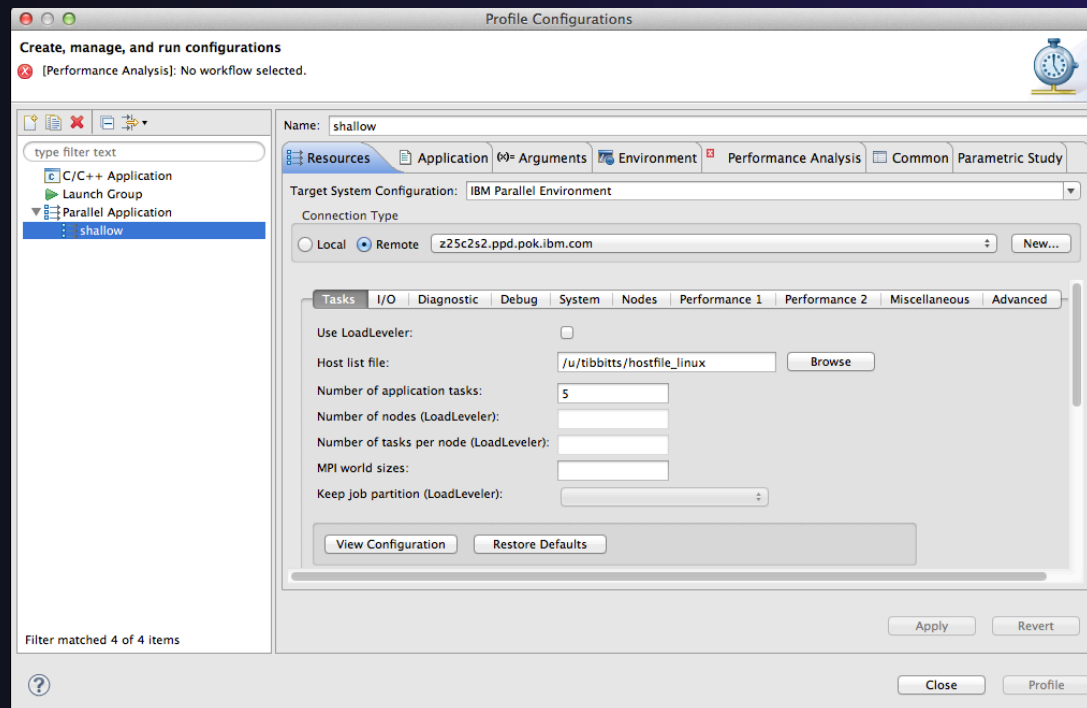 Profile Configurations
Create, manage, and run configurations
[Performance Analysis]: No workflow selected.
type filter text
C/C++ Application
Launch Group
Parallel Application
shallow
Filter matched 4 of 4 items
Name: shallow
Resources Application (x)= Arguments Environment Performance Analysis Common Parametric Study
Target System Configuration: IBM Parallel Environment
Connection Type
Local Remote z25c2s2.ppd.pok.ibm.com New...
Tasks I/O Diagnostic Debug System Nodes Performance 1 Performance 2 Miscellaneous Advanced
Use LoadLeveler:
Host list file: /u/tibbitts/hostfile_linux Browse
Number of application tasks: 5
Number of nodes (LoadLeveler):
Number of tasks per node (LoadLeveler):
MPI world sizes:
Keep job partition (LoadLeveler):
View Configuration Restore Defaults
Apply Revert
? Close Profile